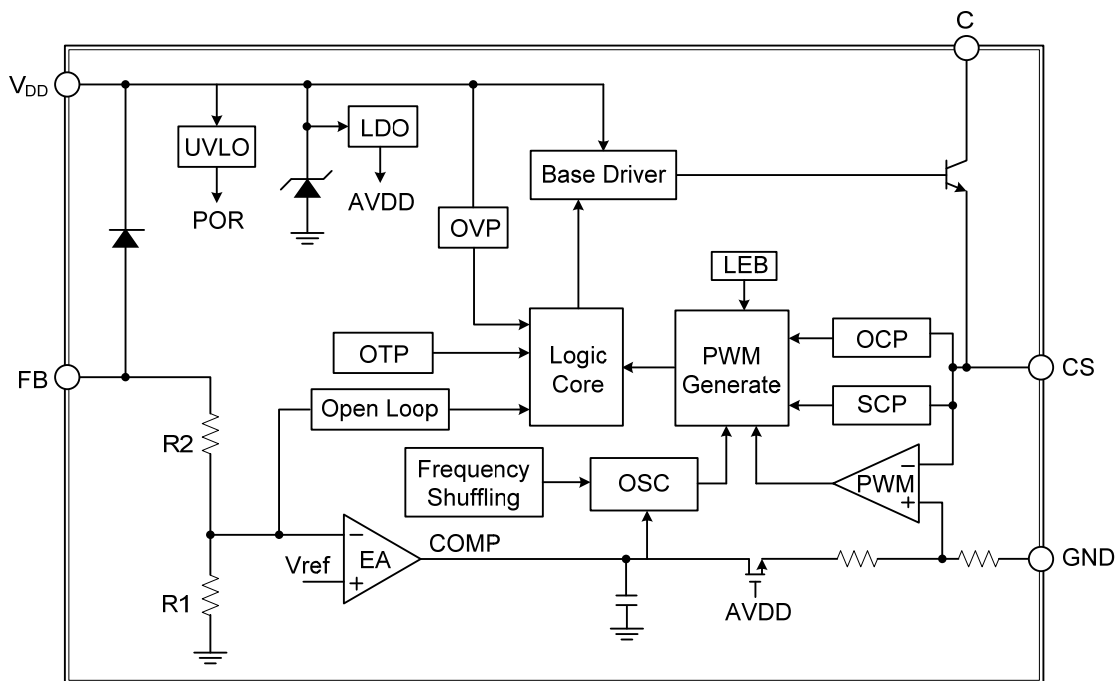 C
VDD
UVLO
LDO
Base Driver
POR
AVDD
OVP
LEB
OTP
Logic
Core
PWM
Generate
OCP
CS
FB
Open Loop
SCP
R2
Frequency
Shuffling
OSC
−
PWM
+
−
EA
+
COMP
Vref
GND
R1
AVDD